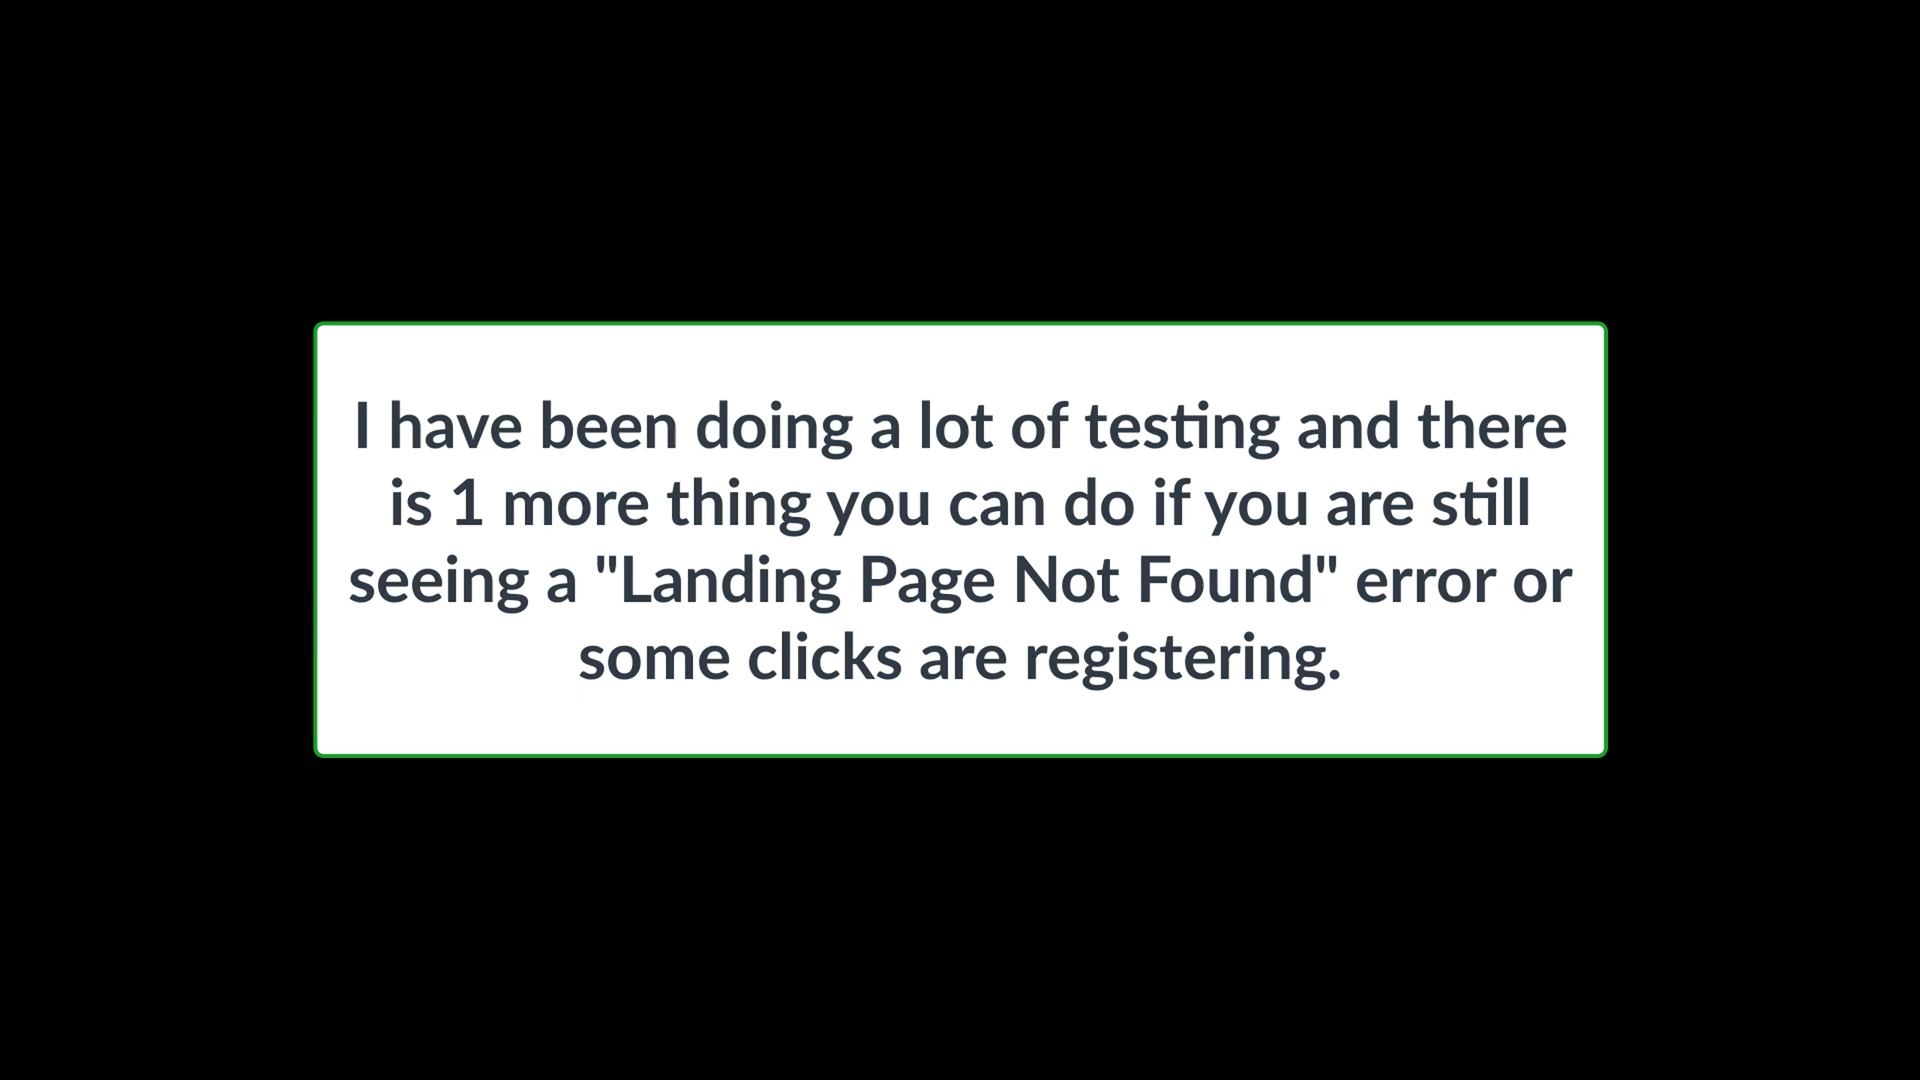 I have been doing a lot of testing and there
is 1 more thing you can do if you are still
seeing a "Landing Page Not Found" error or
some clicks are registering.